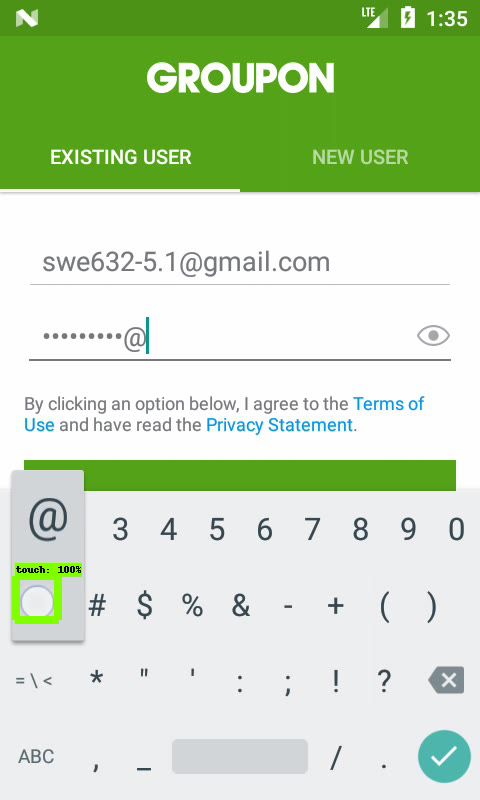 LTE 1:35
GROUPON
EXISTING USER NEW USER
swe632-5.1@gmail.com
•••••••••@
By clicking an option below, I agree to the Terms of
Use and have read the Privacy Statement.
@ 3 4 5 6 7 8 9 0
touch: 100%
# $ % & - + ( )
= \ < * " ' : ; ! ?
ABC , _ / .